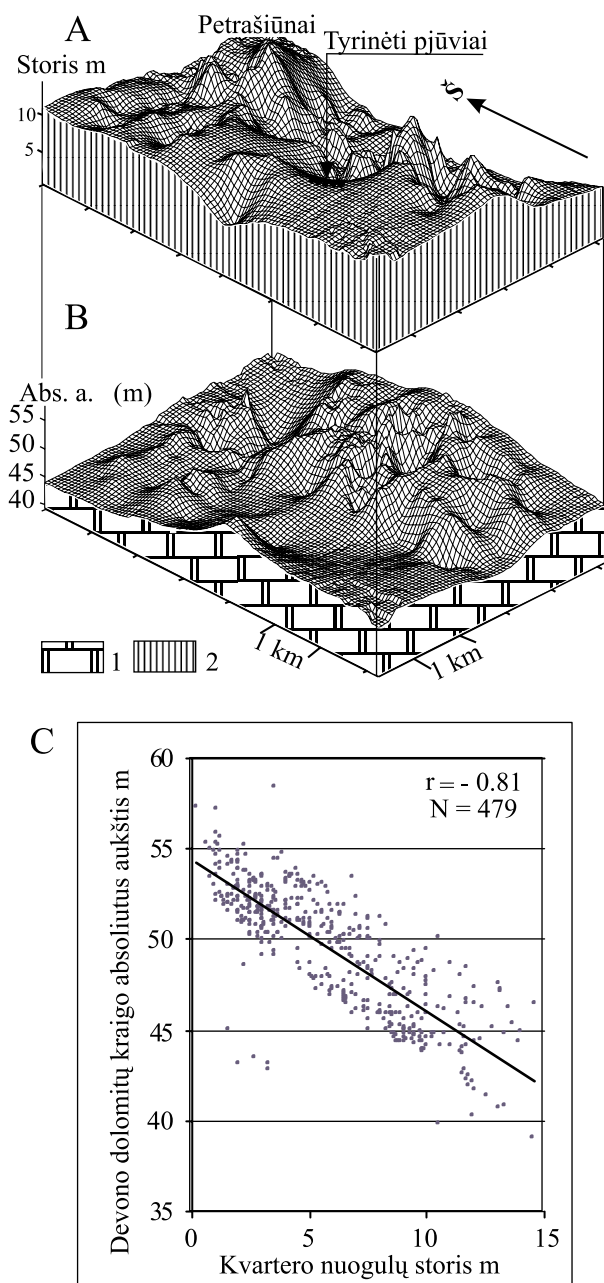 A
Petrašiūnai
Tyrinėti pjūviai
Storis m
Š
10
5
B
Abs. a. (m)
55
50
45
40
1 km
1 km
1
2
C
Devono dolomitų kraigo absoliutus aukštis m
60
55
50
45
40
35
r = - 0.81
N = 479
0
5
10
15
Kvartero nuogulų storis m